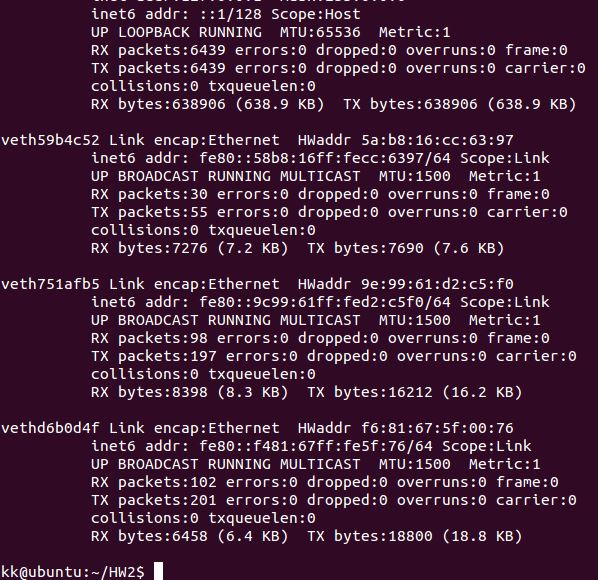 inet6 addr: ::1/128 Scope:Host
UP LOOPBACK RUNNING  MTU:65536  Metric:1
RX packets:6439 errors:0 dropped:0 overruns:0 frame:0
TX packets:6439 errors:0 dropped:0 overruns:0 carrier:0
collisions:0 txqueuelen:0
RX bytes:638906 (638.9 KB)  TX bytes:638906 (638.9 KB)
veth59b4c52 Link encap:Ethernet  HWaddr 5a:b8:16:cc:63:97
inet6 addr: fe80::58b8:16ff:fecc:6397/64 Scope:Link
UP BROADCAST RUNNING MULTICAST  MTU:1500  Metric:1
RX packets:30 errors:0 dropped:0 overruns:0 frame:0
TX packets:55 errors:0 dropped:0 overruns:0 carrier:0
collisions:0 txqueuelen:0
RX bytes:7276 (7.2 KB)  TX bytes:7690 (7.6 KB)
veth751afb5 Link encap:Ethernet  HWaddr 9e:99:61:d2:c5:f0
inet6 addr: fe80::9c99:61ff:fed2:c5f0/64 Scope:Link
UP BROADCAST RUNNING MULTICAST  MTU:1500  Metric:1
RX packets:98 errors:0 dropped:0 overruns:0 frame:0
TX packets:197 errors:0 dropped:0 overruns:0 carrier:0
collisions:0 txqueuelen:0
RX bytes:8398 (8.3 KB)  TX bytes:16212 (16.2 KB)
vethd6b0d4f Link encap:Ethernet  HWaddr f6:81:67:5f:00:76
inet6 addr: fe80::f481:67ff:fe5f:76/64 Scope:Link
UP BROADCAST RUNNING MULTICAST  MTU:1500  Metric:1
RX packets:102 errors:0 dropped:0 overruns:0 frame:0
TX packets:201 errors:0 dropped:0 overruns:0 carrier:0
collisions:0 txqueuelen:0
RX bytes:6458 (6.4 KB)  TX bytes:18800 (18.8 KB)
kk@ubuntu:~/HW2$